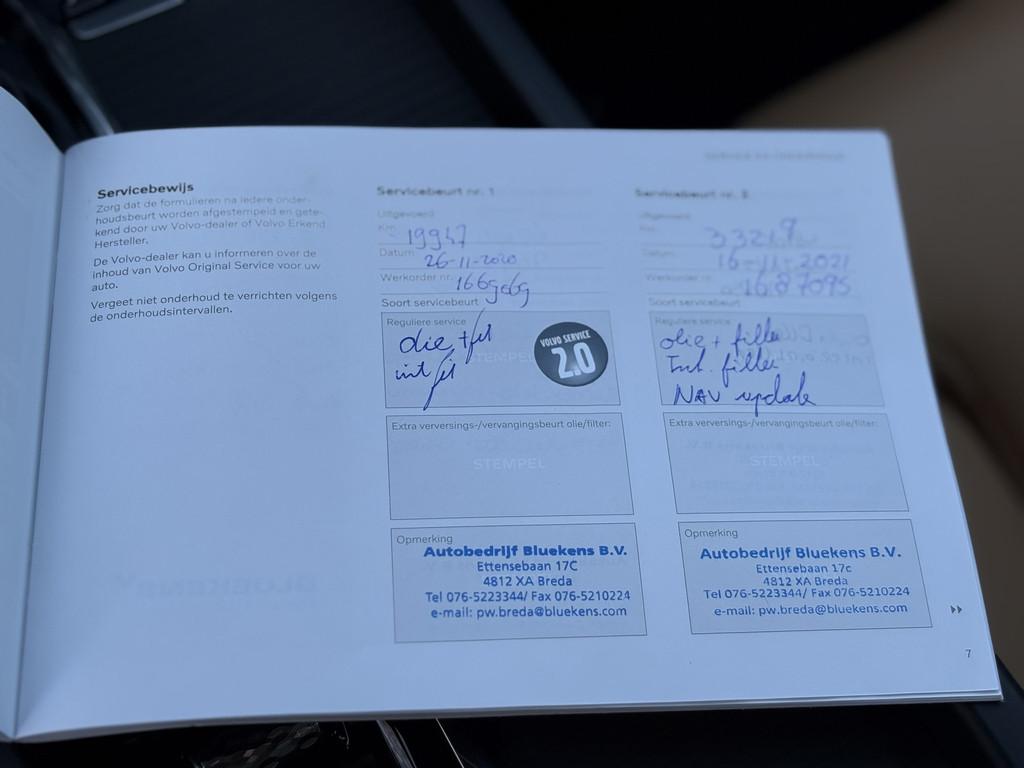 Servicebewijs
Zorg dat de formulieren na iedere onder-
houdsbeurt worden afgestempeld en gete-
kend door uw Volvo-dealer of Volvo Erkend
Hersteller.
De Volvo-dealer kan u informeren over de
inhoud van Volvo Original Service voor uw
auto.
Vergeet niet onderhoud te verrichten volgens
de onderhoudsintervallen.
Servicebeurt nr. 1
Uitgevoerd
Km: 19947
Datum: 26-11-2020
Werkorder nr: 1669069
Soort servicebeurt
Reguliere service
olie + fil
int fil
STEMPEL
VOLVO SERVICE
2.0
Extra verversings-/vervangingsbeurt olie/filter:
STEMPEL
Opmerking
Autobedrijf Bluekens B.V.
Ettensebaan 17C
4812 XA Breda
Tel 076-5223344/ Fax 076-5210224
e-mail: pw.breda@bluekens.com
Servicebeurt nr. 2
Uitgevoerd
Km: 33218
Datum: 16-11-2021
Werkorder nr: 1687095
Soort servicebeurt
Reguliere service
olie + filter
Int. filter
NAV update
Extra verversings-/vervangingsbeurt olie/filter:
STEMPEL
Opmerking
Autobedrijf Bluekens B.V.
Ettensebaan 17c
4812 XA Breda
Tel 076-5223344/ Fax 076-5210224
e-mail: pw.breda@bluekens.com
7